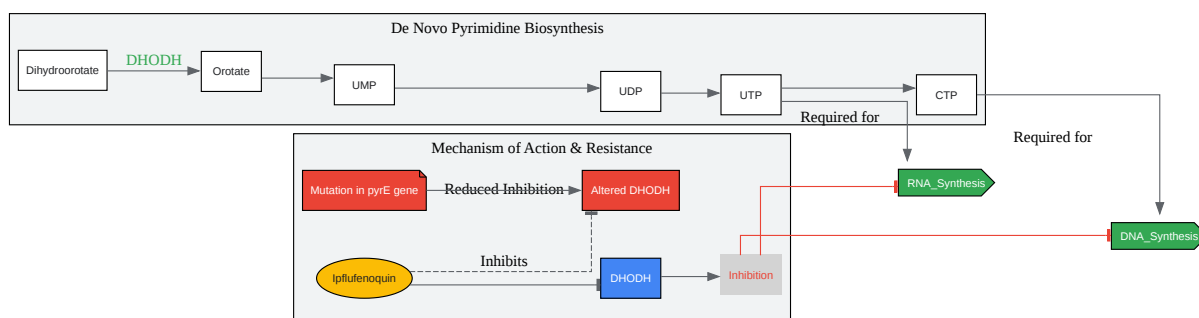 De Novo Pyrimidine Biosynthesis
Dihydroorotate
DHODH
Orotate
UMP
UDP
UTP
CTP
Required for
Required for
Mechanism of Action & Resistance
Mutation in pyrE gene
Reduced Inhibition
Altered DHODH
RNA_Synthesis
DNA_Synthesis
Inhibits
Ipflufenoquin
DHODH
Inhibition